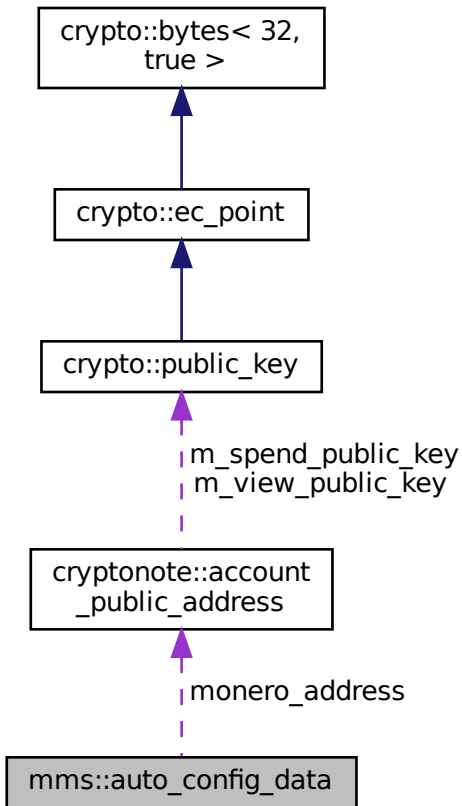 crypto::bytes< 32,
true >
crypto::ec_point
crypto::public_key
m_spend_public_key
m_view_public_key
cryptonote::account
_public_address
monero_address
mms::auto_config_data